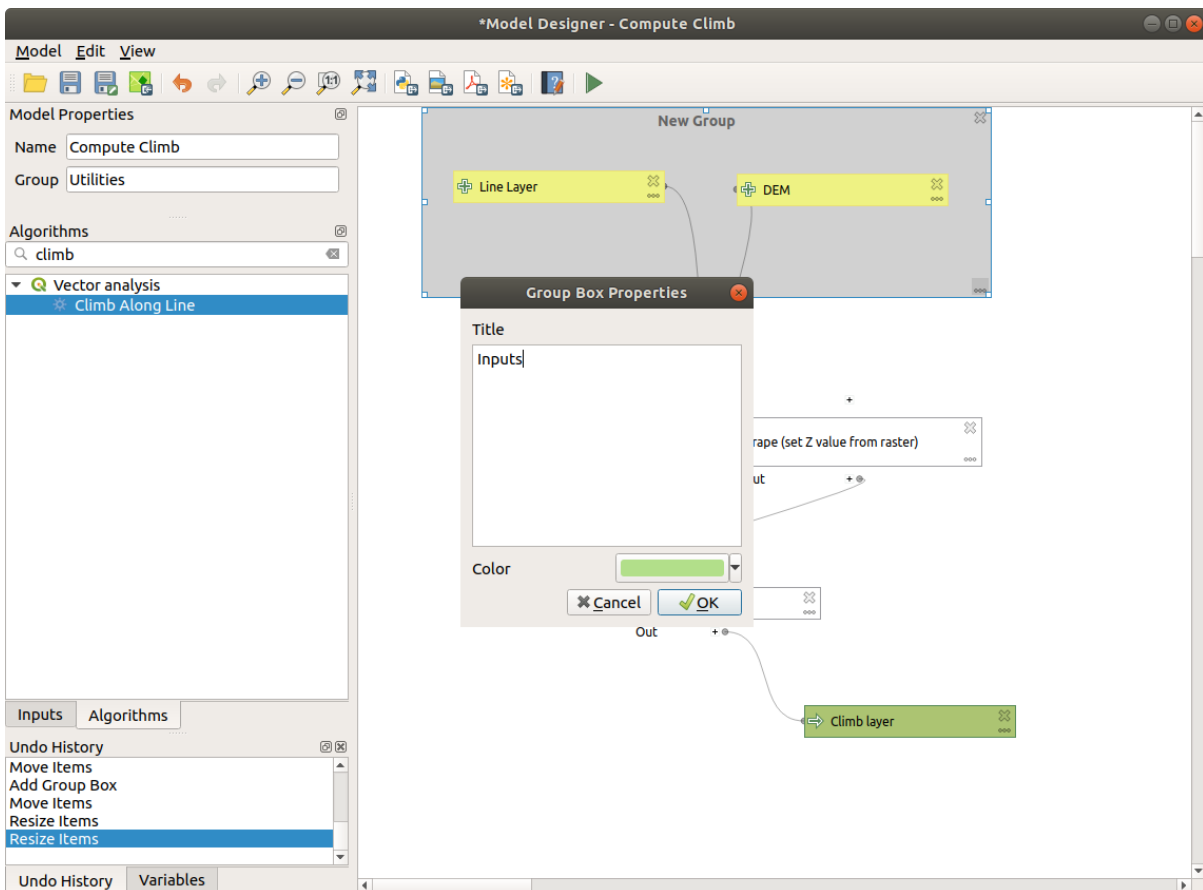 *Model Designer - Compute Climb
Model Edit View
Model Properties
Name Compute Climb
Group Utilities
Algorithms
climb
Vector analysis
Climb Along Line
Inputs Algorithms
Undo History
Move Items
Add Group Box
Move Items
Resize Items
Resize Items
Undo History Variables
New Group
Line Layer
DEM
Group Box Properties
Title
Inputs
Color
Cancel OK
rape (set Z value from raster)
ut
Out
Climb layer